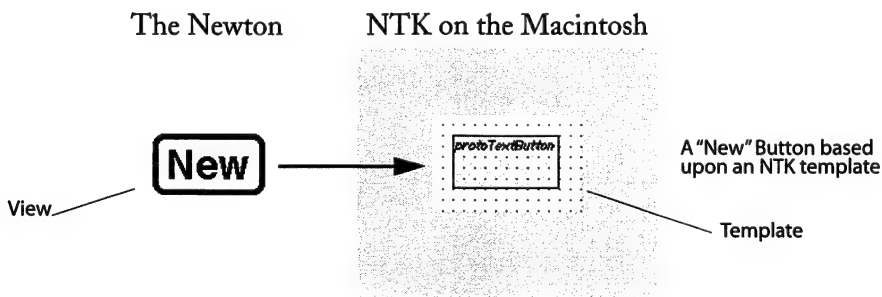 The Newton
NTK on the Macintosh
New
protoTextButton
A "New" Button based
upon an NTK template
View
Template